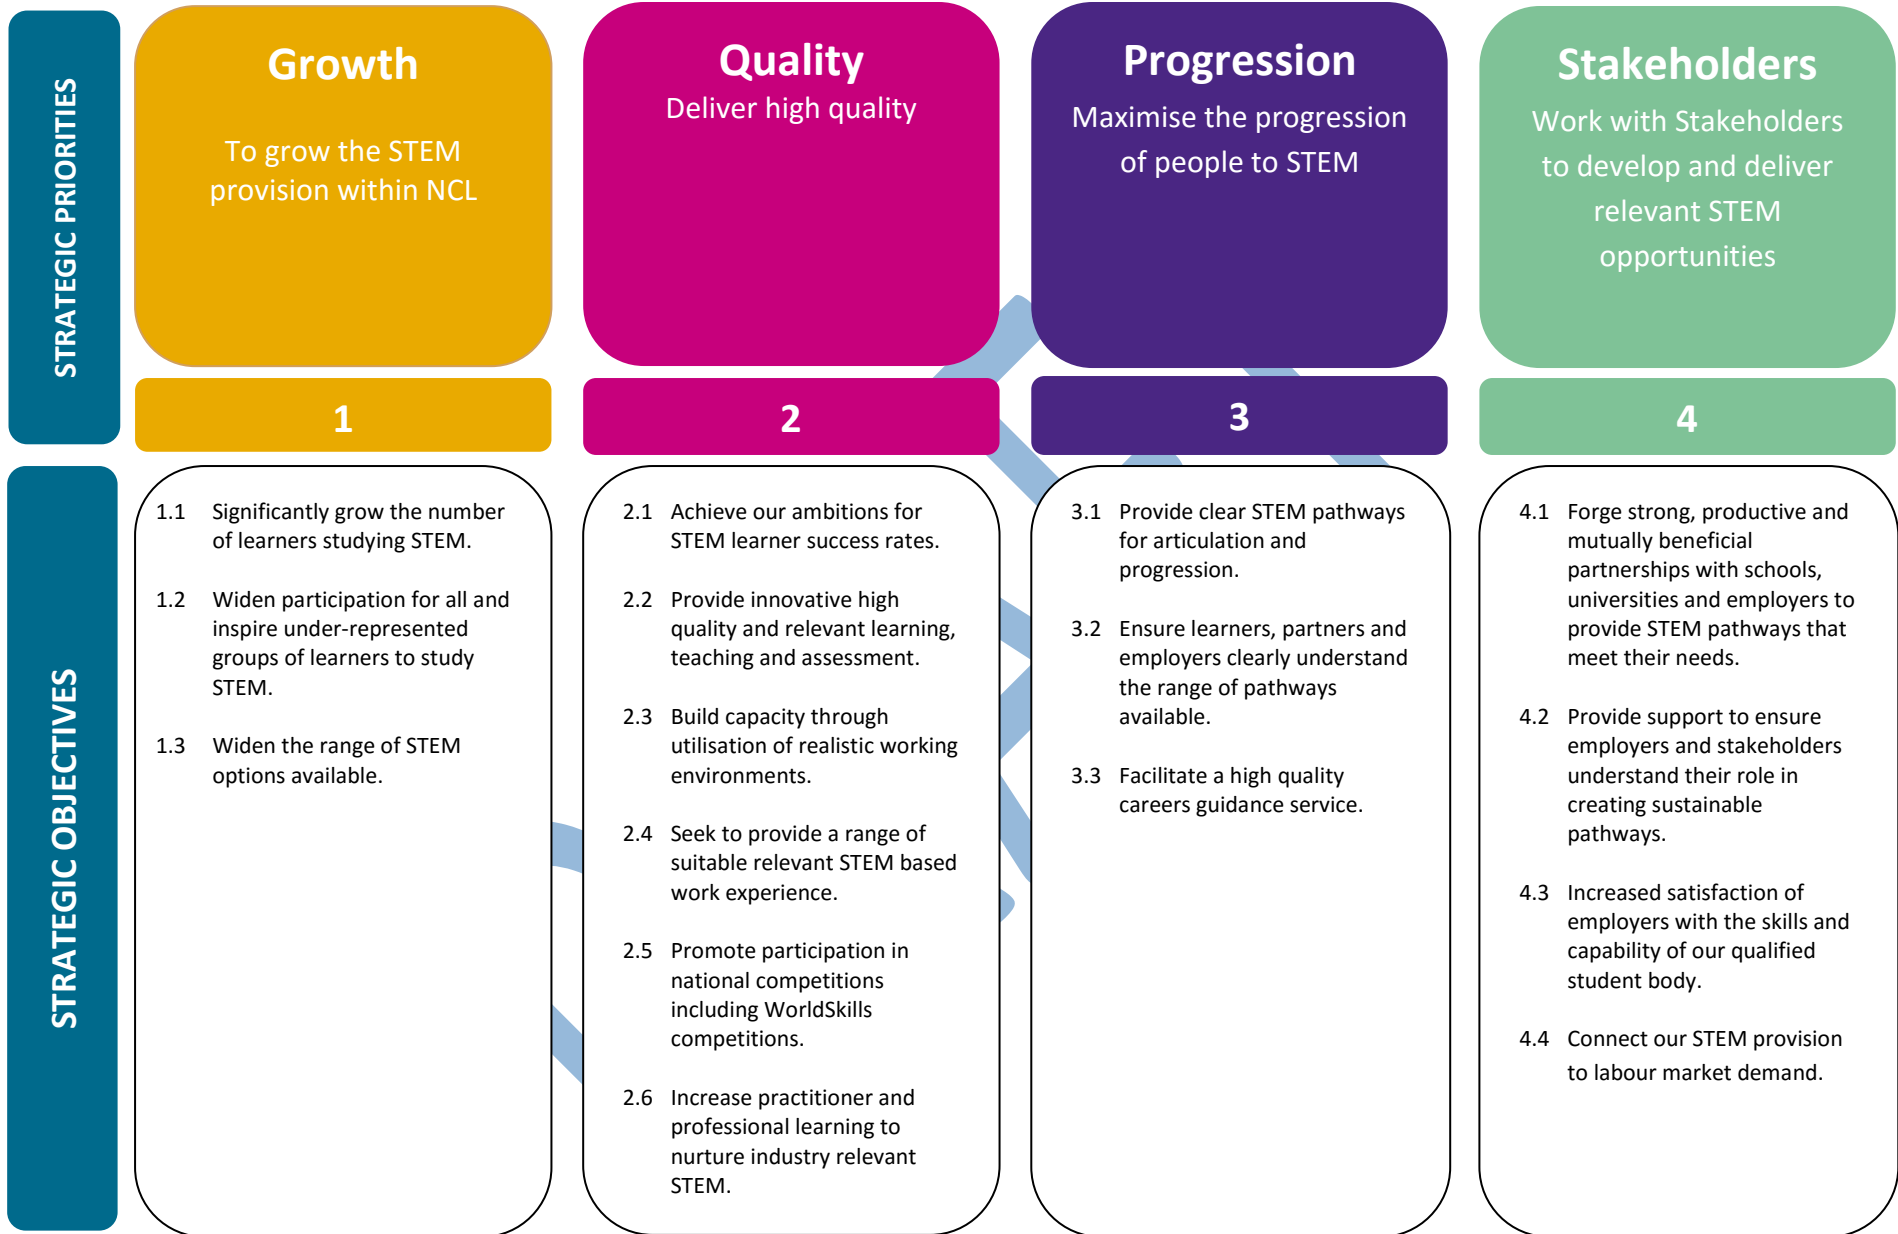 STRATEGIC PRIORITIES
Growth
To grow the STEM
provision within NCL
1
Quality
Deliver high quality
2
Progression
Maximise the progression
of people to STEM
3
Stakeholders
Work with Stakeholders
to develop and deliver
relevant STEM
opportunities
4
STRATEGIC OBJECTIVES
1.1 Significantly grow the number
of learners studying STEM.
1.2 Widen participation for all and
inspire under-represented
groups of learners to study
STEM.
1.3 Widen the range of STEM
options available.
2.1 Achieve our ambitions for
STEM learner success rates.
2.2 Provide innovative high
quality and relevant learning,
teaching and assessment.
2.3 Build capacity through
utilisation of realistic working
environments.
2.4 Seek to provide a range of
suitable relevant STEM based
work experience.
2.5 Promote participation in
national competitions
including WorldSkills
competitions.
2.6 Increase practitioner and
professional learning to
nurture industry relevant
STEM.
3.1 Provide clear STEM pathways
for articulation and
progression.
3.2 Ensure learners, partners and
employers clearly understand
the range of pathways
available.
3.3 Facilitate a high quality
careers guidance service.
4.1 Forge strong, productive and
mutually beneficial
partnerships with schools,
universities and employers to
provide STEM pathways that
meet their needs.
4.2 Provide support to ensure
employers and stakeholders
understand their role in
creating sustainable
pathways.
4.3 Increased satisfaction of
employers with the skills and
capability of our qualified
student body.
4.4 Connect our STEM provision
to labour market demand.